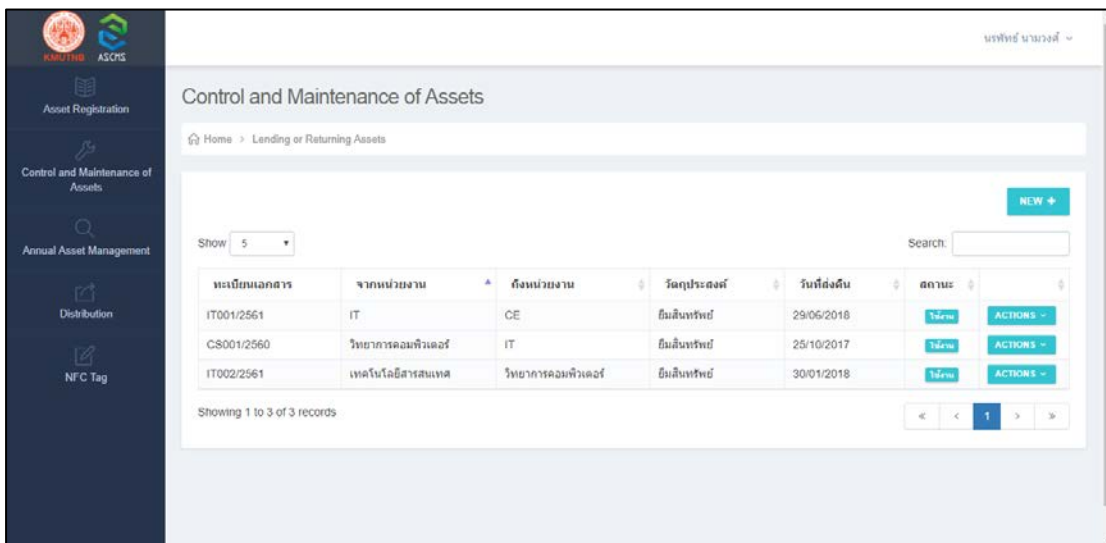 KMUTNB ASCMS
นรพัทธ์ นามวงศ์
Asset Registration
Control and Maintenance of
Assets
Annual Asset Management
Distribution
NFC Tag
Control and Maintenance of Assets
Home > Lending or Returning Assets
NEW +
Show 5
Search:
ทะเบียนเอกสาร จากหน่วยงาน ถึงหน่วยงาน วัตถุประสงค์ วันที่ส่งคืน สถานะ
IT001/2561 IT CE ยืมสินทรัพย์ 29/06/2018 ใช้งาน ACTIONS
CS001/2560 วิทยาการคอมพิวเตอร์ IT ยืมสินทรัพย์ 25/10/2017 ใช้งาน ACTIONS
IT002/2561 เทคโนโลยีสารสนเทศ วิทยาการคอมพิวเตอร์ ยืมสินทรัพย์ 30/01/2018 ใช้งาน ACTIONS
Showing 1 to 3 of 3 records
« < 1 > »